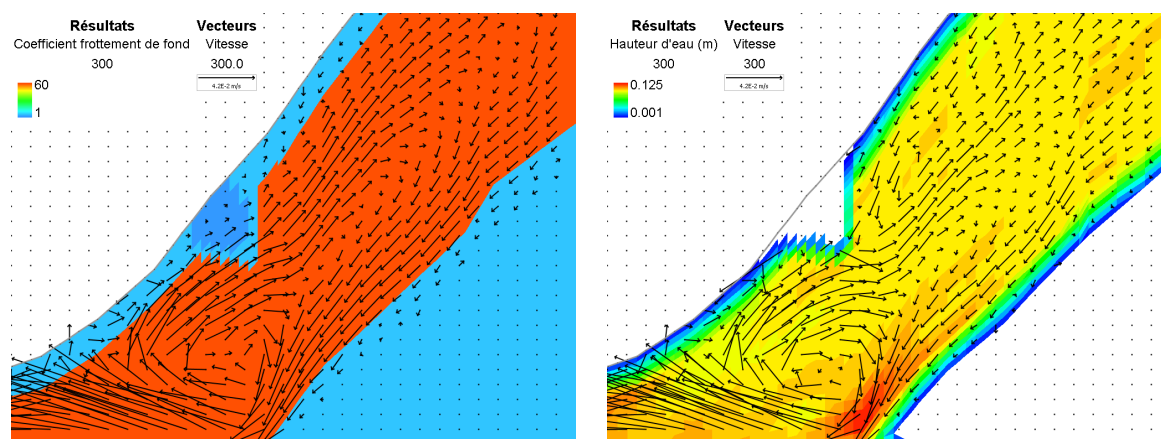 Résultats Vecteurs
Coefficient frottement de fond Vitesse
300 300.0
4.2E-2 m/s
60
1
Résultats Vecteurs
Hauteur d'eau (m) Vitesse
300 300
4.2E-2 m/s
0.125
0.001